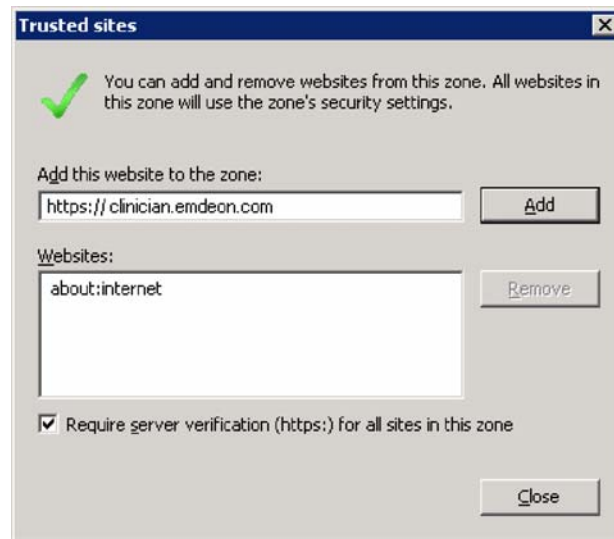 Trusted sites
You can add and remove websites from this zone. All websites in
this zone will use the zone's security settings.
Add this website to the zone:
https:// clinician.emdeon.com
Add
Websites:
about:internet
Remove
Require server verification (https:) for all sites in this zone
Close